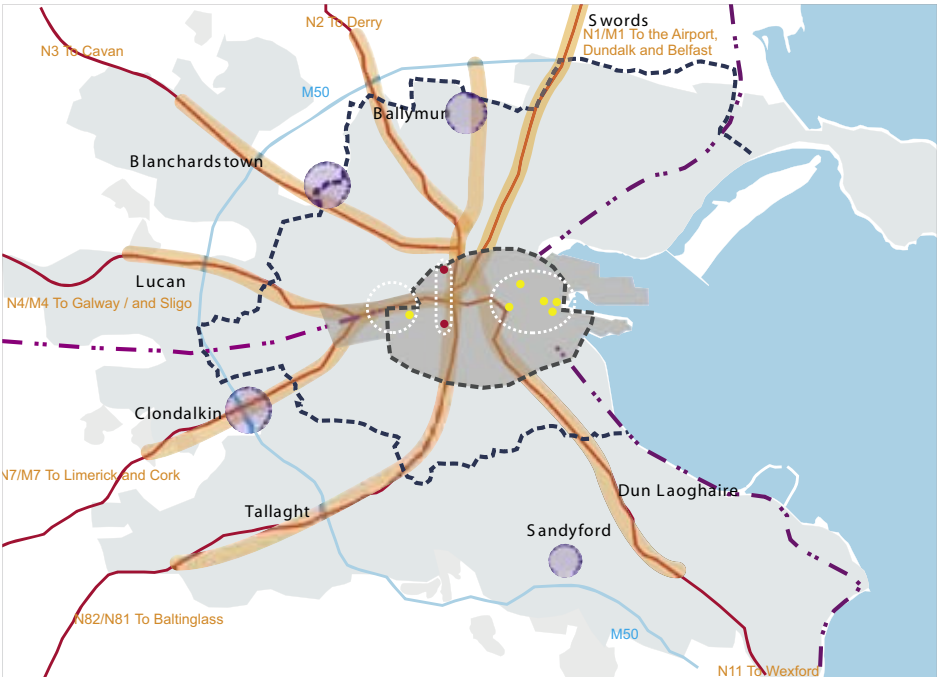 Swords
N2 To Derry
N1/M1 To the Airport,
Dundalk and Belfast
N3 To Cavan
M50
Ballymun
Blanchardstown
Lucan
N4/M4 To Galway / and Sligo
Clondalkin
N7/M7 To Limerick and Cork
Dun Laoghaire
Tallaght
Sandyford
N82/N81 To Baltinglass
M50
N11 To Wexford